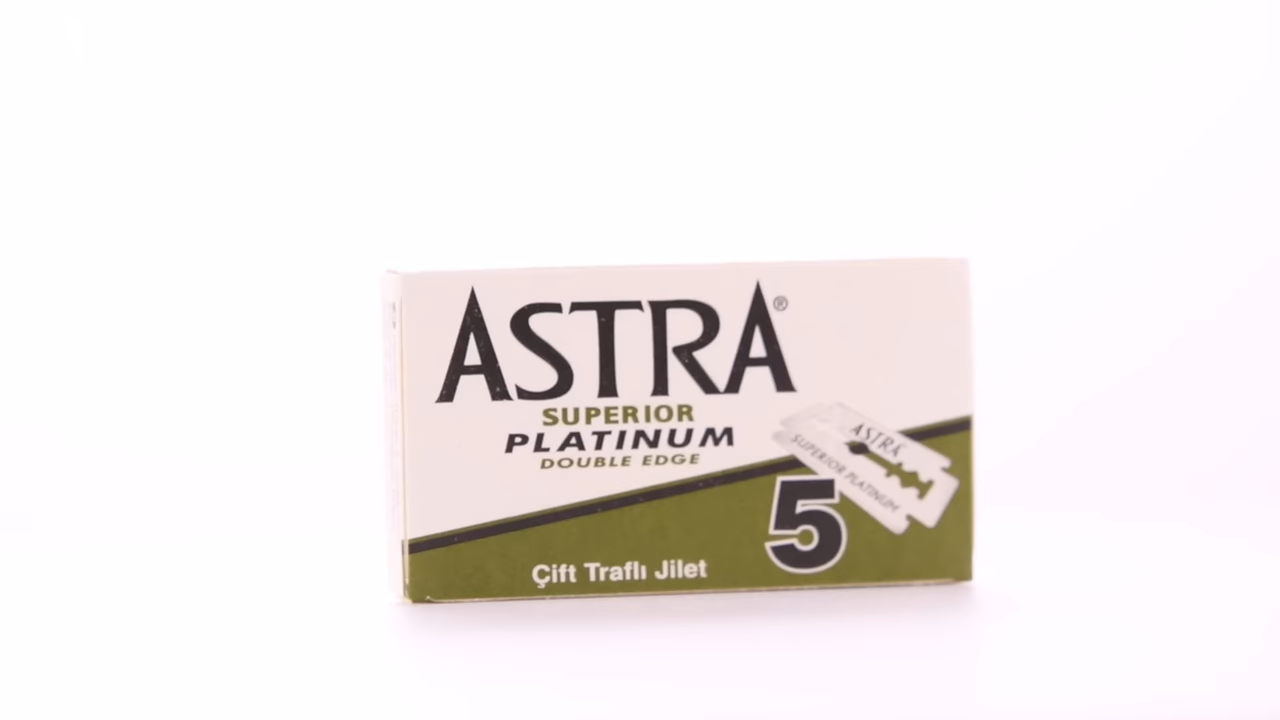 ASTRA®
SUPERIOR
PLATINUM
DOUBLE EDGE
ASTRA
SUPERIOR PLATINUM
5
Çift Traflı Jilet